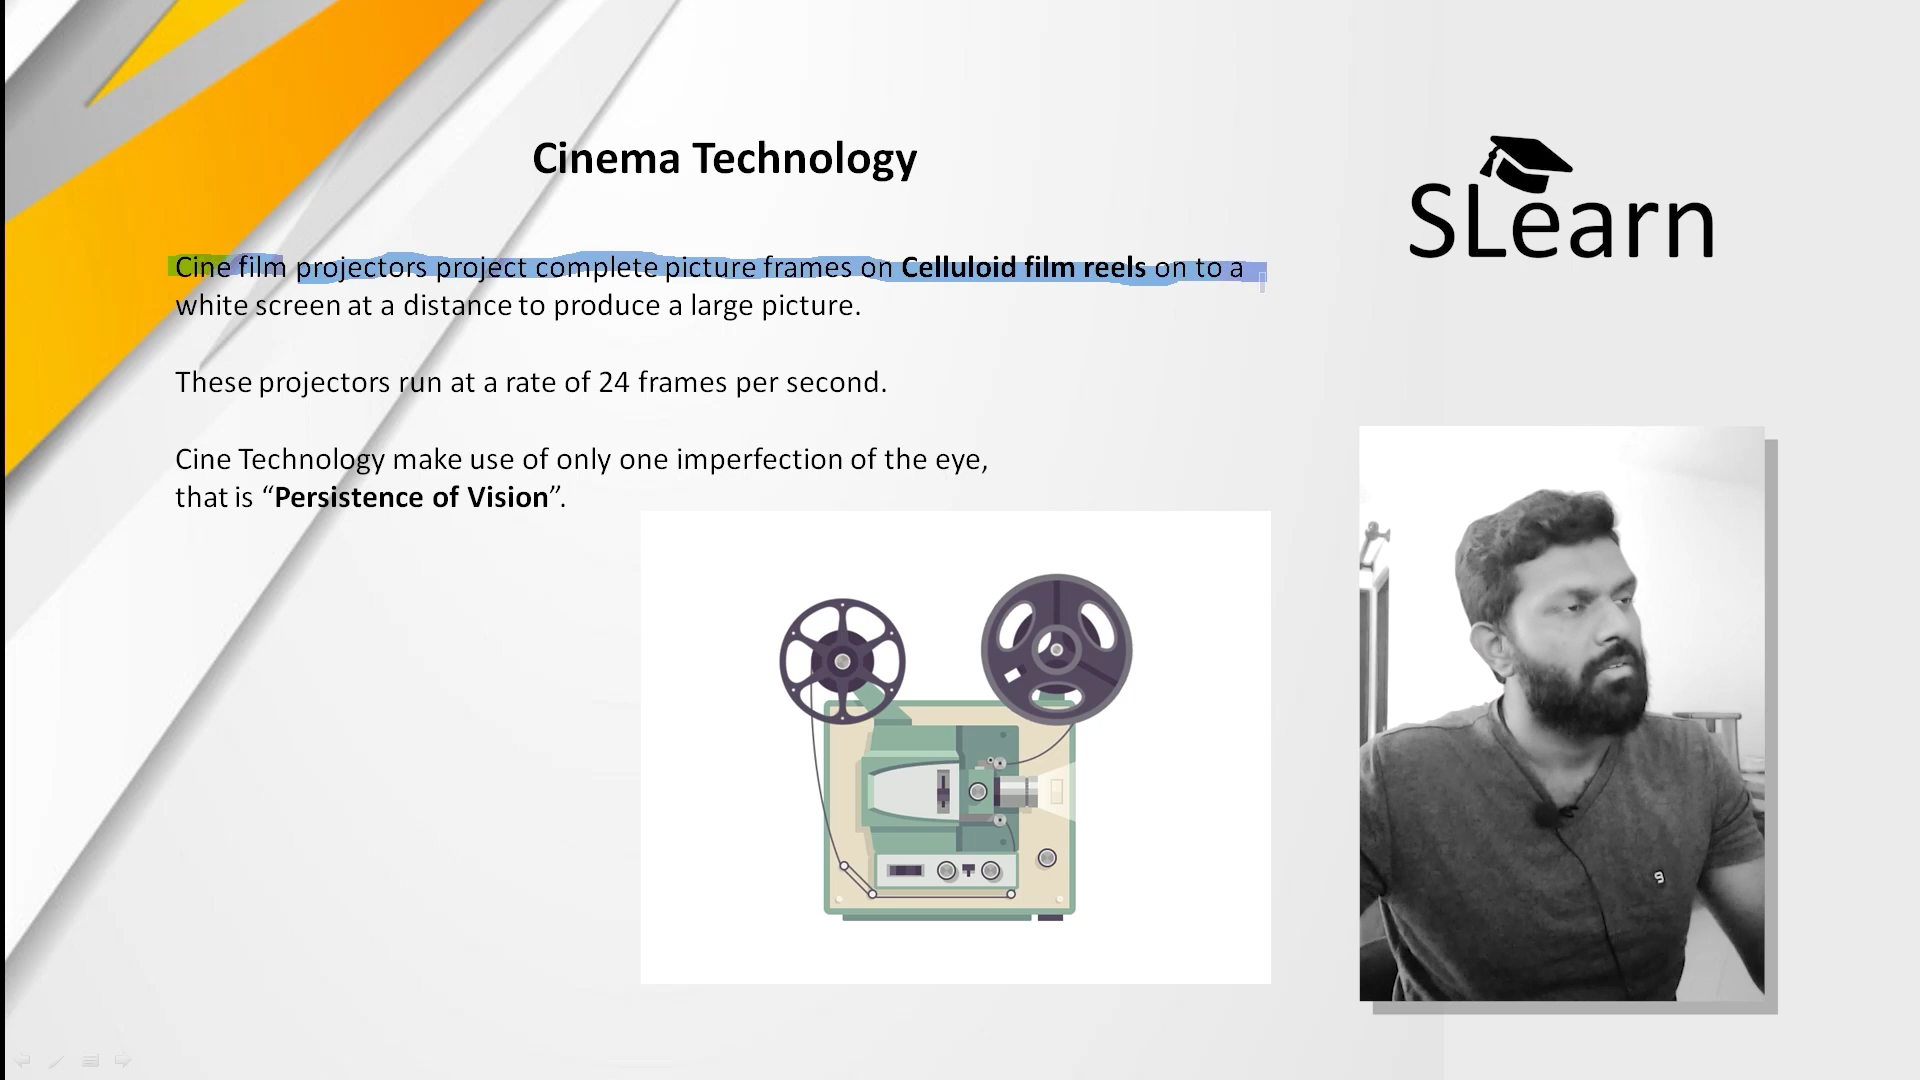 Cinema Technology
SLearn
Cine film projectors project complete picture frames on Celluloid film reels on to a
white screen at a distance to produce a large picture.
These projectors run at a rate of 24 frames per second.
Cine Technology make use of only one imperfection of the eye,
that is “Persistence of Vision”.